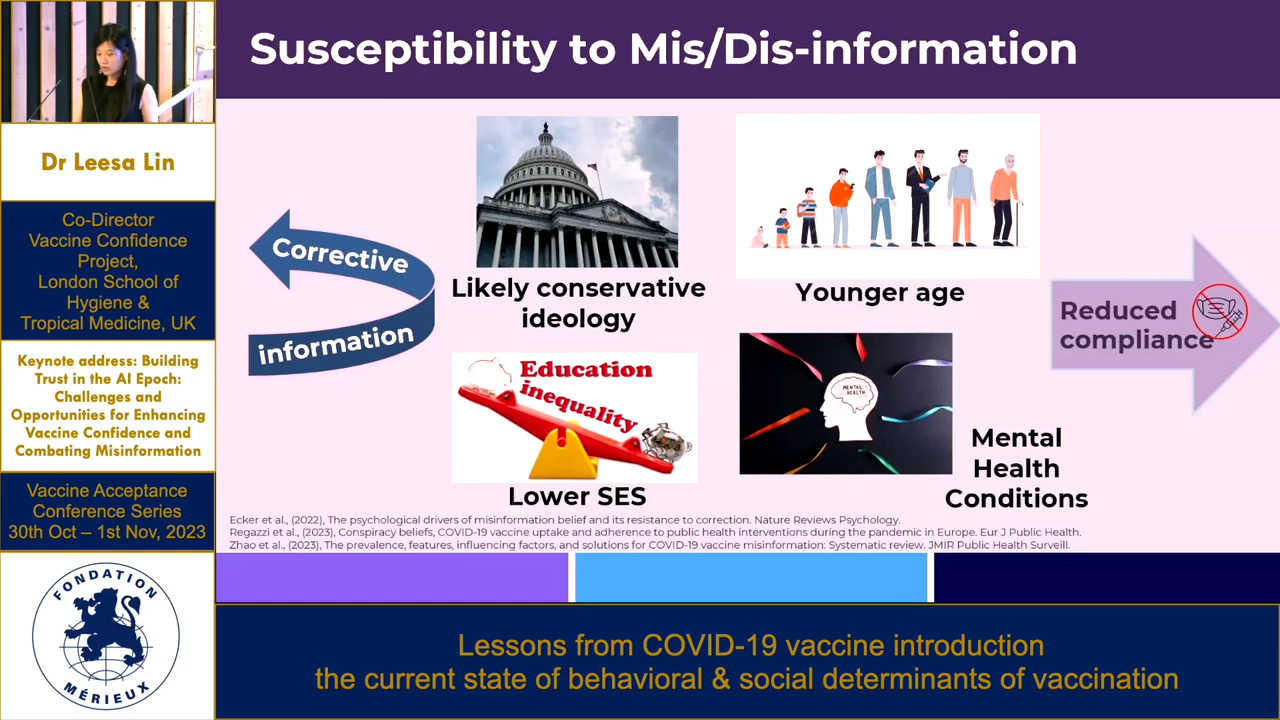 Susceptibility to Mis/Dis-information
Dr Leesa Lin
Co-Director
Vaccine Confidence
Project,
London School of
Hygiene &
Tropical Medicine, UK
Keynote address: Building
Trust in the AI Epoch:
Challenges and
Opportunities for Enhancing
Vaccine Confidence and
Combating Misinformation
Vaccine Acceptance
Conference Series
30th Oct – 1st Nov, 2023
FONDATION
MÉRIEUX
Corrective
information
Likely conservative
ideology
Younger age
Education
inequality
Lower SES
MENTAL
HEALTH
Mental
Health
Conditions
Reduced
compliance
Ecker et al., (2022), The psychological drivers of misinformation belief and its resistance to correction. Nature Reviews Psychology.
Regazzi et al., (2023), Conspiracy beliefs, COVID-19 vaccine uptake and adherence to public health interventions during the pandemic in Europe. Eur J Public Health.
Zhao et al., (2023), The prevalence, features, influencing factors, and solutions for COVID-19 vaccine misinformation: Systematic review. JMIR Public Health Surveill.
Lessons from COVID-19 vaccine introduction
the current state of behavioral & social determinants of vaccination